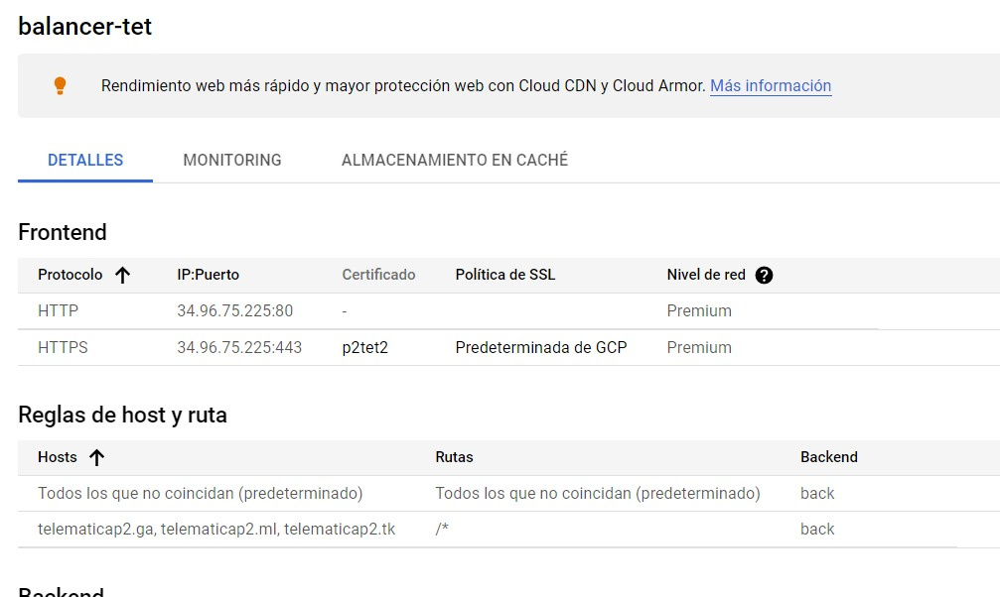 balancer-tet
Rendimiento web más rápido y mayor protección web con Cloud CDN y Cloud Armor. Más información
DETALLES MONITORING ALMACENAMIENTO EN CACHÉ
Frontend
Protocolo IP:Puerto Certificado Política de SSL Nivel de red
HTTP 34.96.75.225:80 - Premium
HTTPS 34.96.75.225:443 p2tet2 Predeterminada de GCP Premium
Reglas de host y ruta
Hosts Rutas Backend
Todos los que no coincidan (predeterminado) Todos los que no coincidan (predeterminado) back
telematicap2.ga, telematicap2.ml, telematicap2.tk /* back
Backend